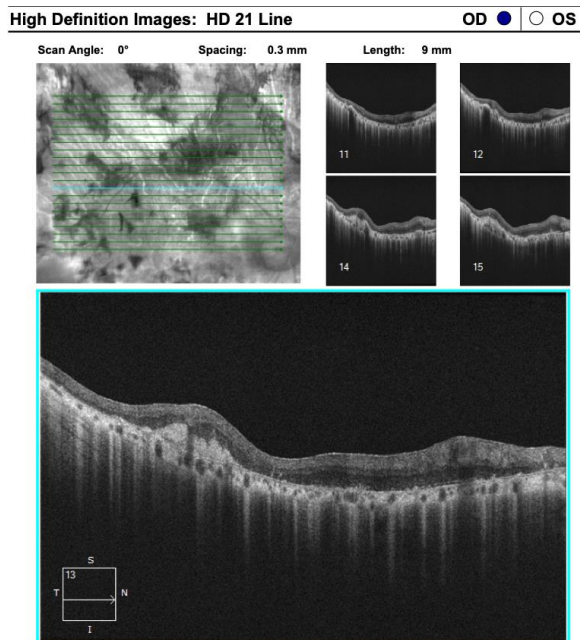 High Definition Images: HD 21 Line OD OS
Scan Angle: 0° Spacing: 0.3 mm Length: 9 mm
11
12
14
15
13
S
T
N
I